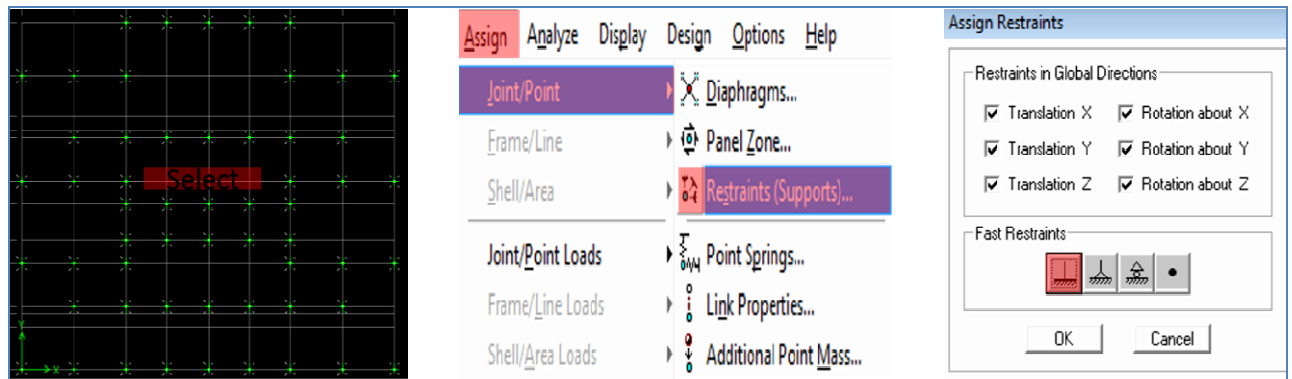 Select
Y
X
Assign Analyze Display Design Options Help
Joint/Point
Frame/Line
Shell/Area
Joint/Point Loads
Frame/Line Loads
Shell/Area Loads
Diaphragms...
Panel Zone...
Restraints (Supports)...
Point Springs...
Link Properties...
Additional Point Mass...
Assign Restraints
Restraints in Global Directions
Translation X Rotation about X
Translation Y Rotation about Y
Translation Z Rotation about Z
Fast Restraints
OK Cancel